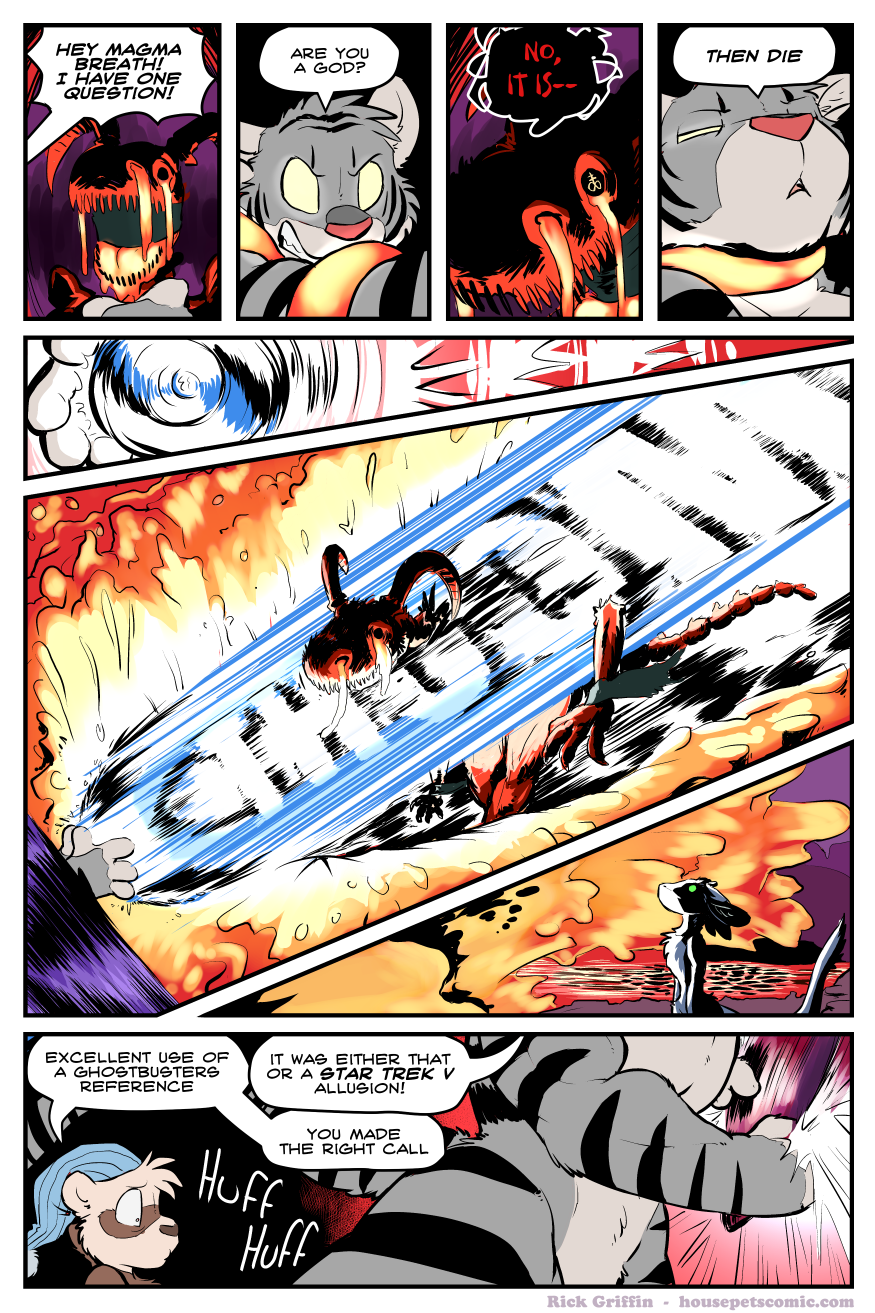 HEY MAGMA
BREATH!
I HAVE ONE
QUESTION!
ARE YOU
A GOD?
NO,
IT IS--
THEN DIE
EXCELLENT USE OF
A GHOSTBUSTERS
REFERENCE
IT WAS EITHER THAT
OR A STAR TREK V
ALLUSION!
YOU MADE
THE RIGHT CALL
HUFF
HUFF
Rick Griffin - housepetscomic.com